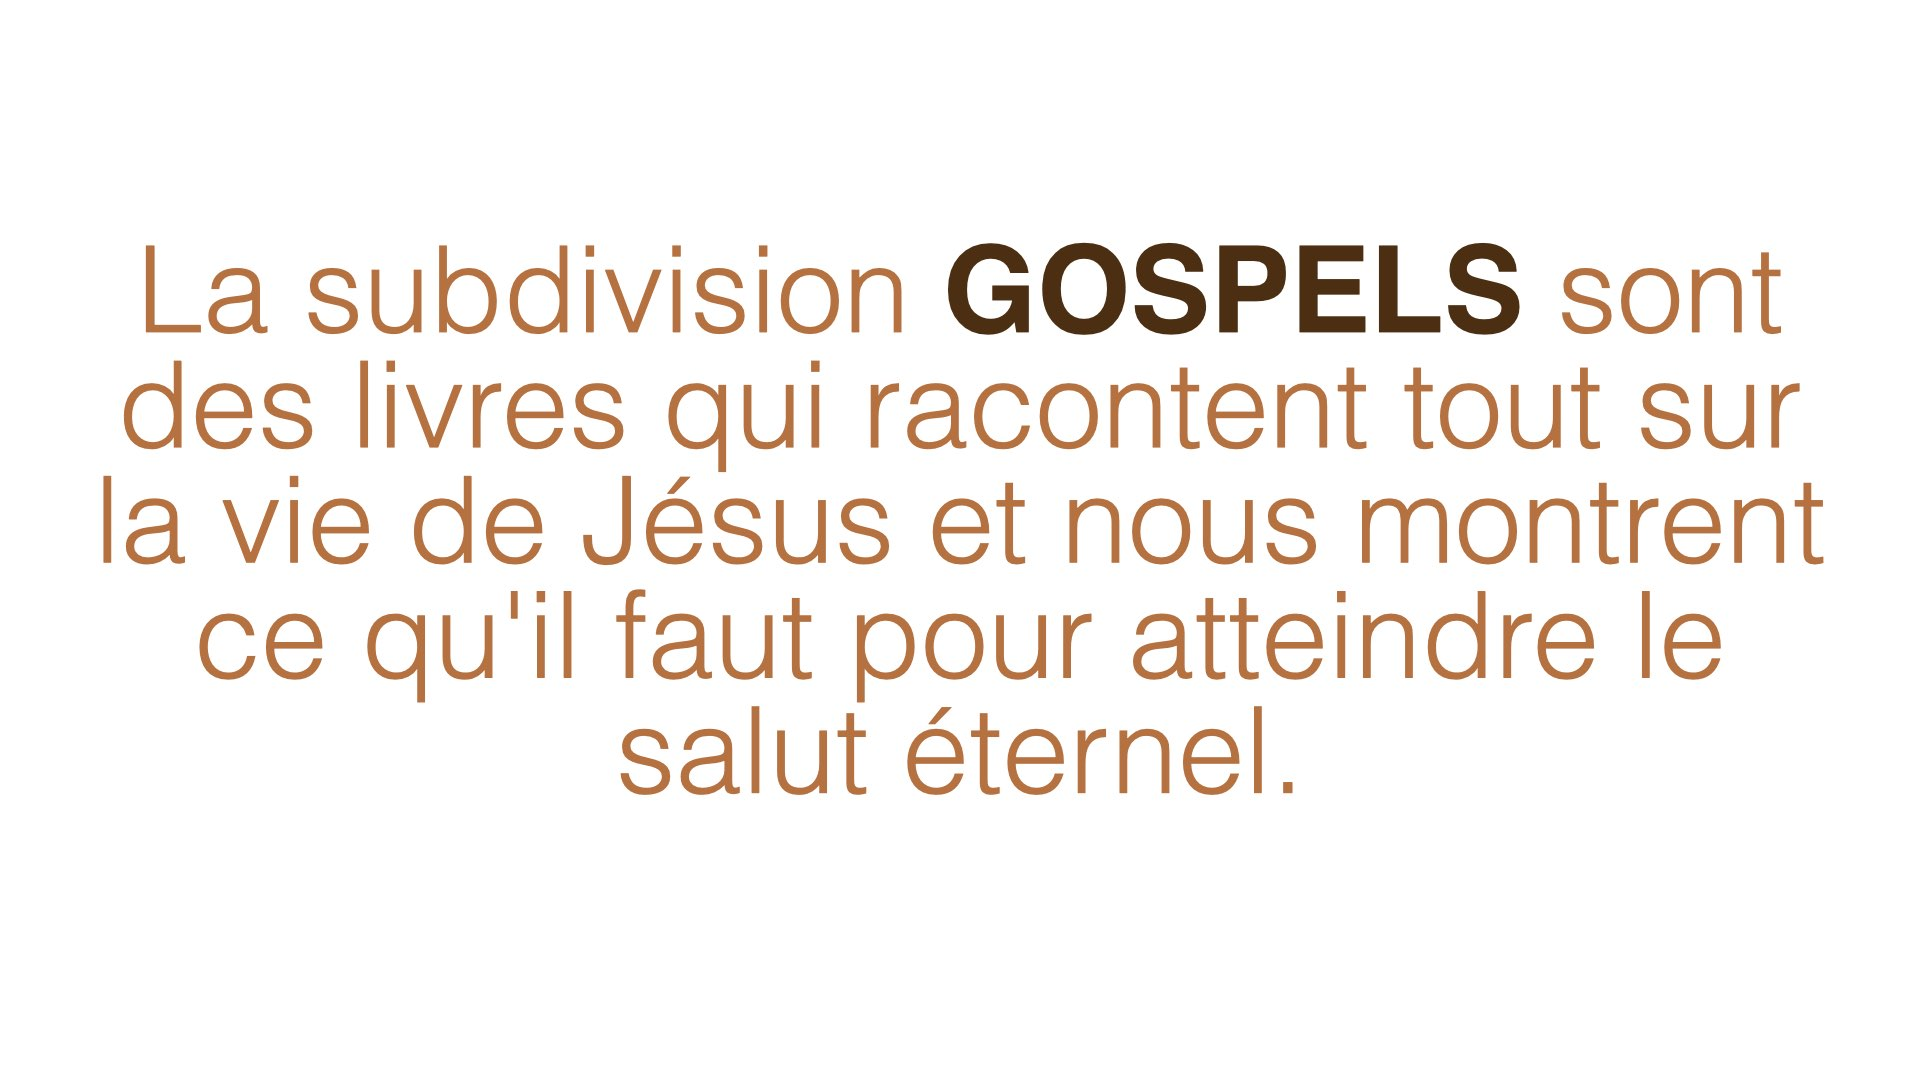 La subdivision GOSPELS sont
des livres qui racontent tout sur
la vie de Jésus et nous montrent
ce qu'il faut pour atteindre le
salut éternel.